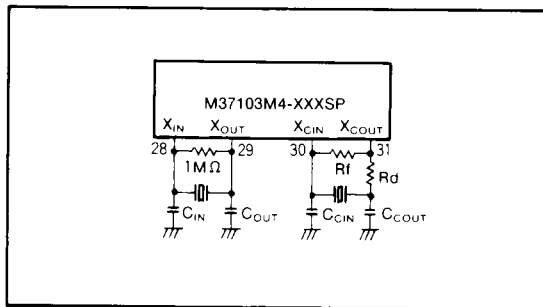 M37103M4-XXXSP
XIN XOUT XCIN XCOUT
28 29 30 31
1MΩ Rf
Rd
CIN COUT CCIN CCOUT